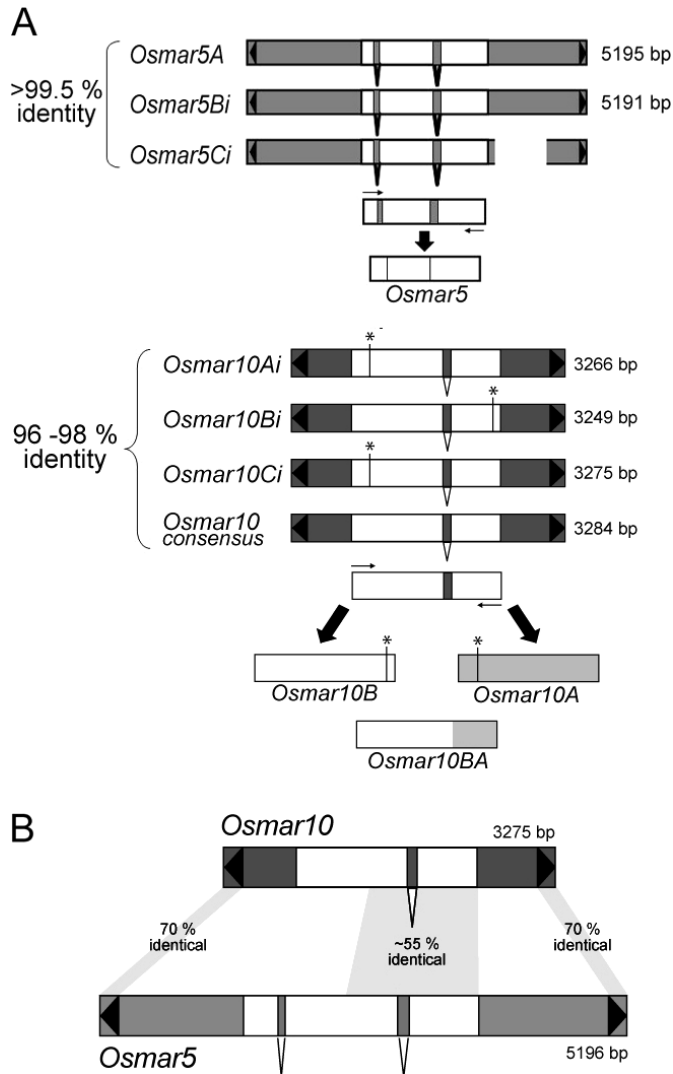 A
>99.5 %
identity
Osmar5A
5195 bp
Osmar5Bi
5191 bp
Osmar5Ci
Osmar5
96 -98 %
identity
*
Osmar10Ai
3266 bp
*
Osmar10Bi
3249 bp
*
Osmar10Ci
3275 bp
Osmar10
consensus
3284 bp
*
Osmar10B
*
Osmar10A
Osmar10BA
B
Osmar10
3275 bp
70 %
identical
~55 %
identical
70 %
identical
Osmar5
5196 bp